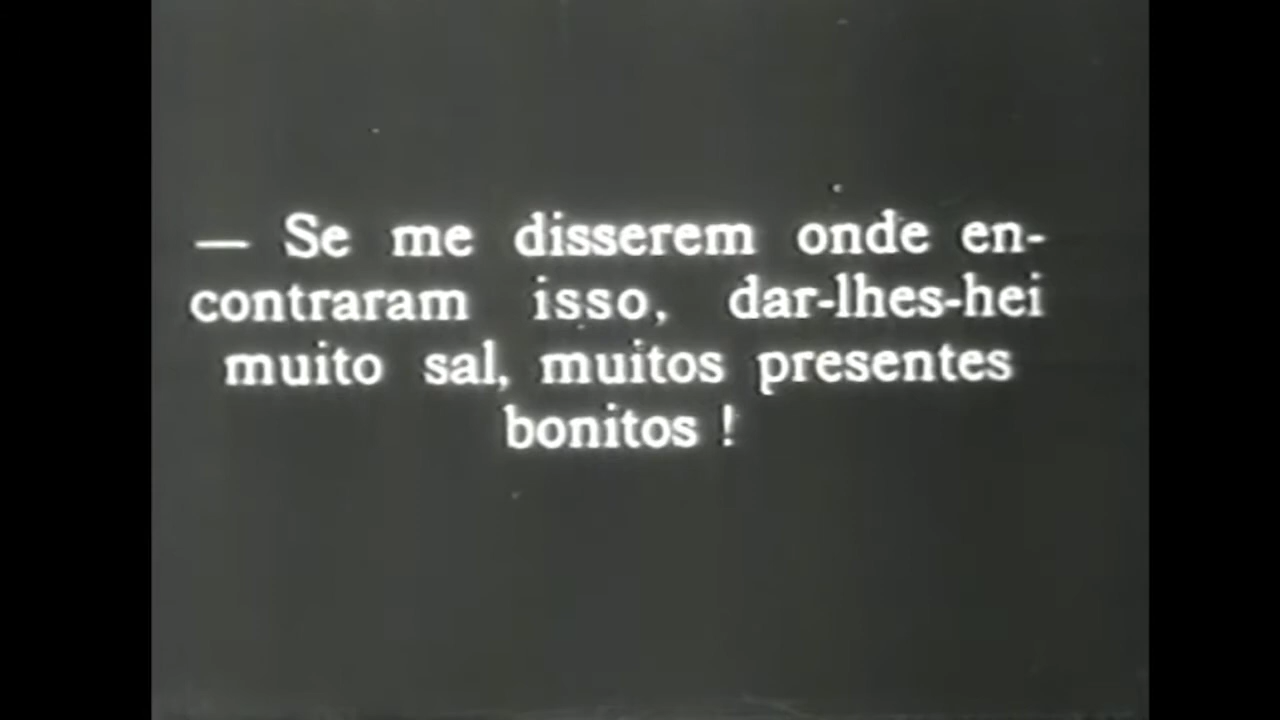 — Se me disserem onde en-
contraram isso, dar-lhes-hei
muito sal, muitos presentes
bonitos !